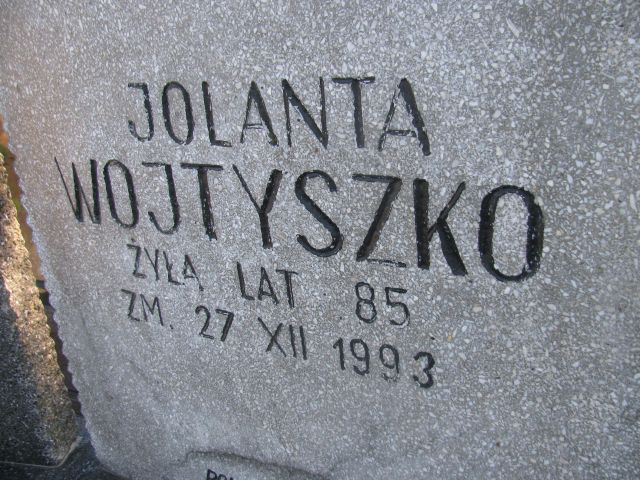 JOLANTA
WOJTYSZKO
ŻYŁA LAT 85
ZM. 27 XII 1993